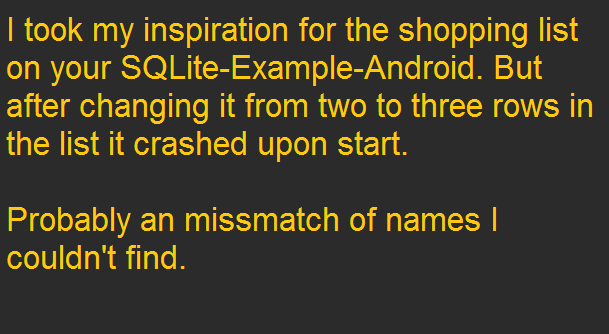 I took my inspiration for the shopping list
on your SQLite-Example-Android. But
after changing it from two to three rows in
the list it crashed upon start.
Probably an missmatch of names I
couldn't find.